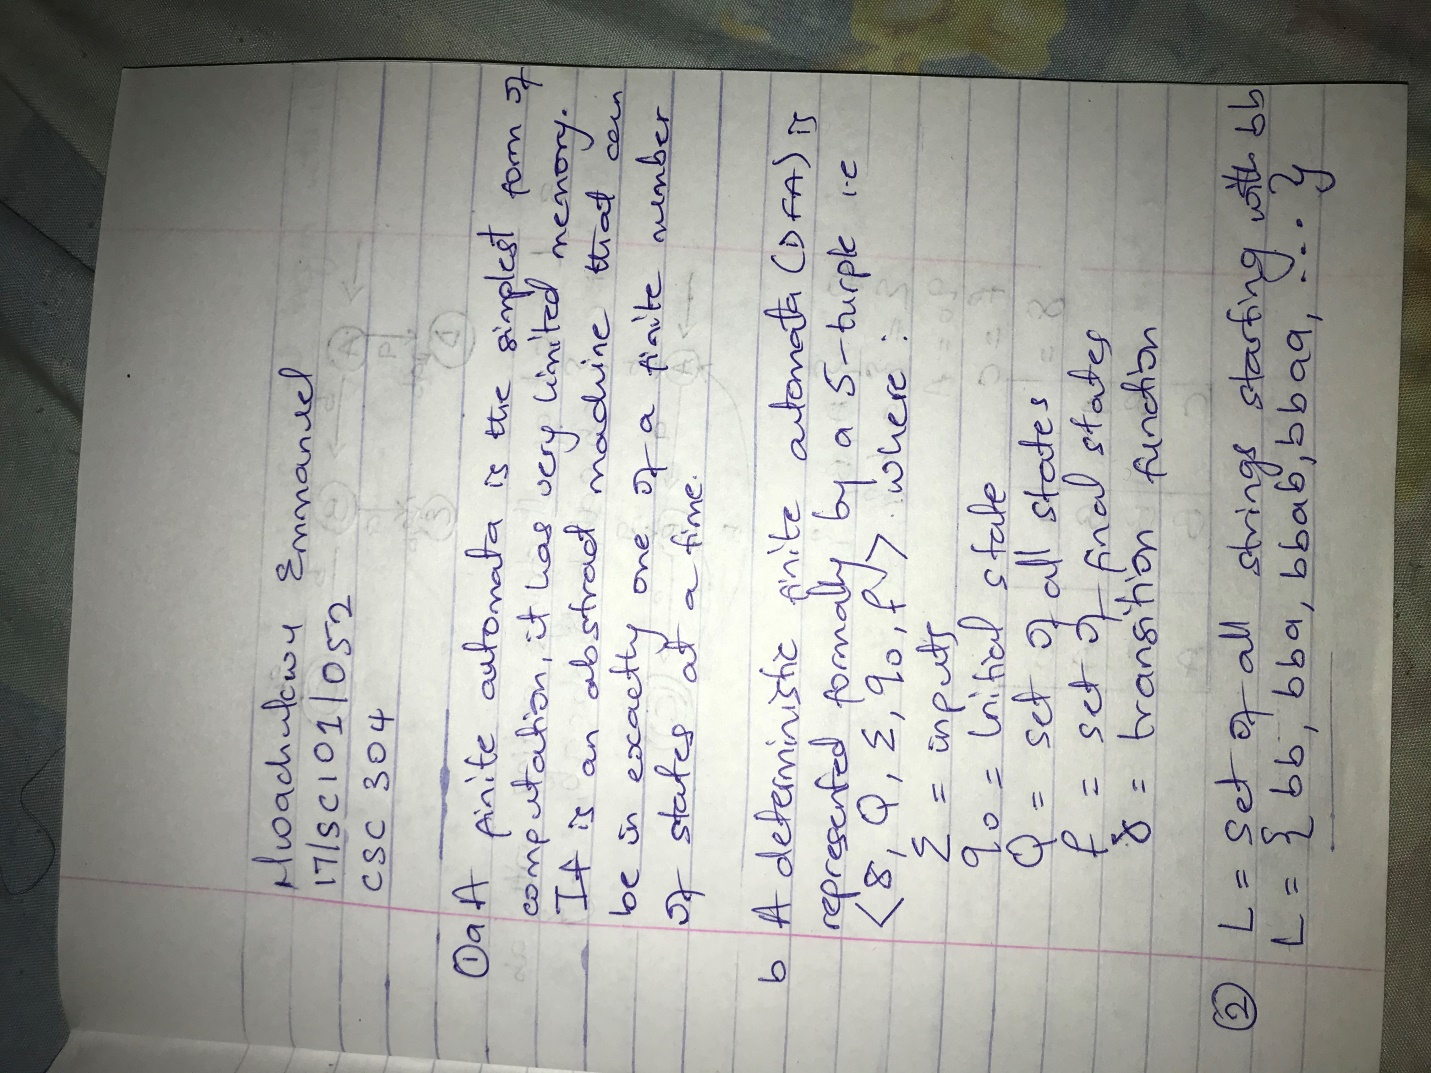 Nwachukwu Emmanuel
17/SCI01/052
CSC 304
①a A finite automata is the simplest form of
computation, it has very limited memory.
It is an abstract machine that can
be in exactly one of a finite number
of states at a time.
b A deterministic finite automata (DFA) is
represented formally by a 5-turple i.e
<δ, Q, Σ, q0, f> where:
Σ = inputs
q0 = initial state
Q = set of all states
f = set of final states
δ = transition function
② L = set of all strings starting with bb
L = { bb, bba, bbab, bbaa, ... }